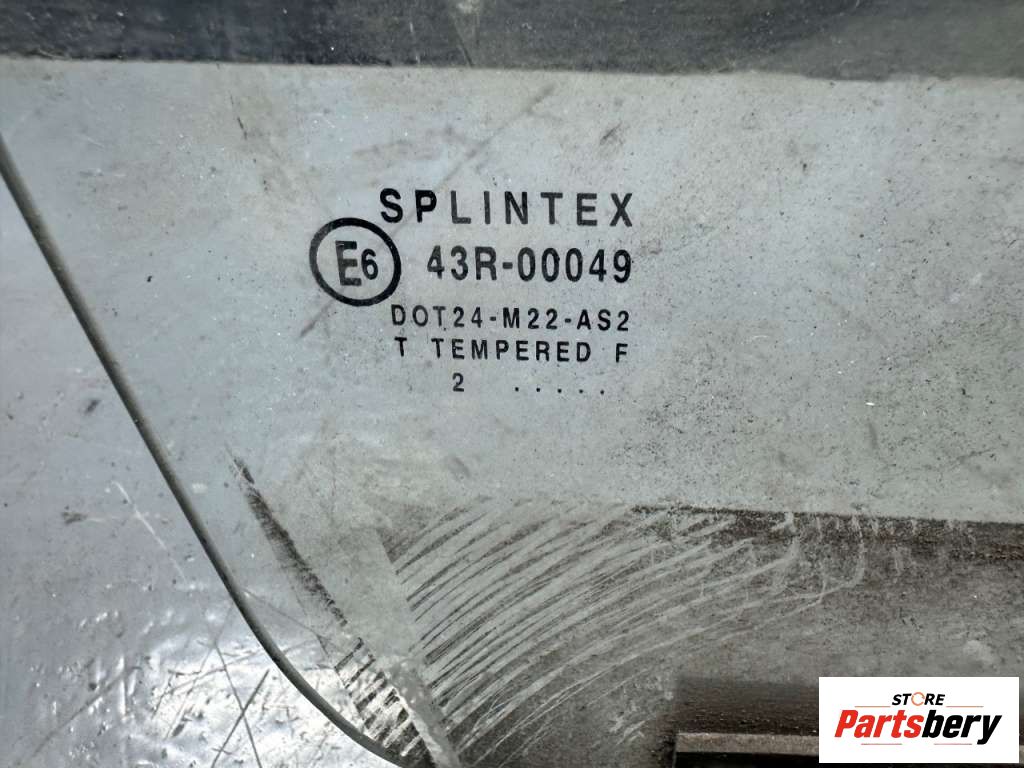 SPLINTEX
E6 43R-00049
DOT24-M22-AS2
T TEMPERED F
2 .....
STORE
Partsbery